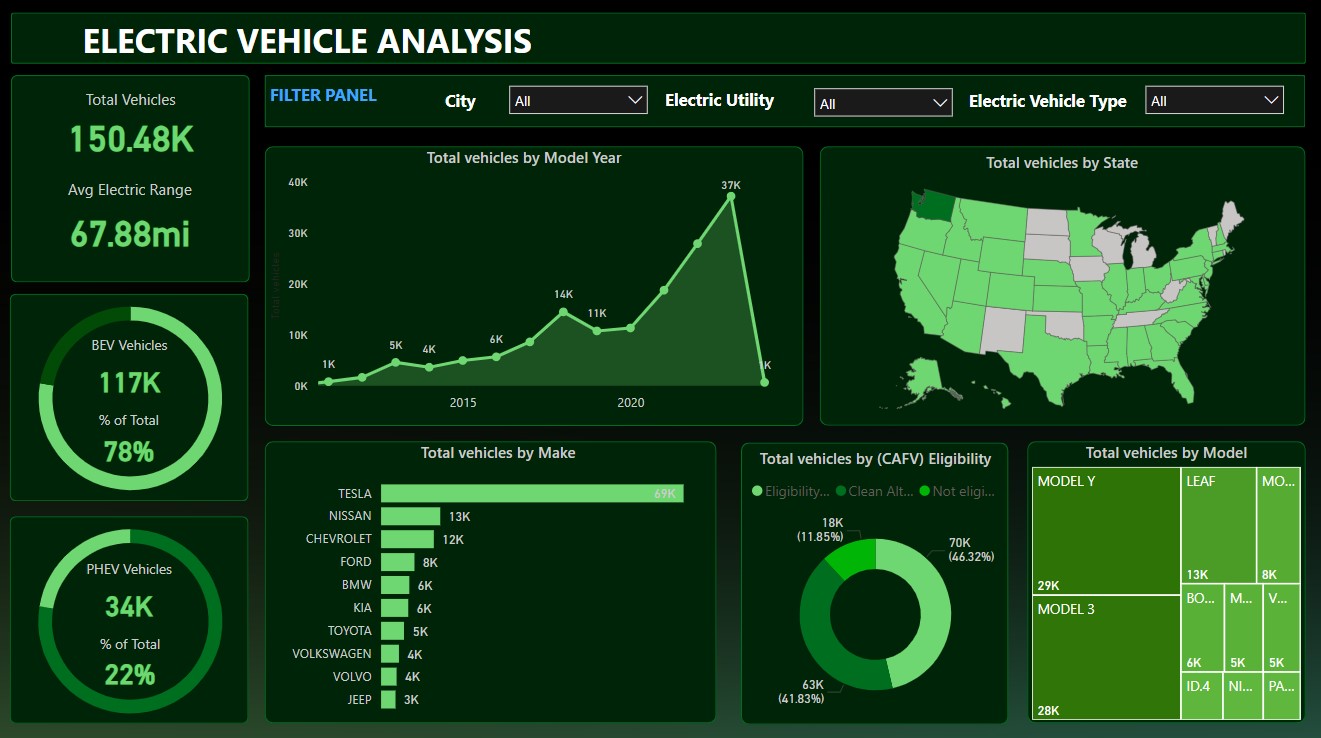 ELECTRIC VEHICLE ANALYSIS
Total Vehicles
150.48K
Avg Electric Range
67.88mi
FILTER PANEL
City
All
Electric Utility
All
Electric Vehicle Type
All
BEV Vehicles
117K
% of Total
78%
PHEV Vehicles
34K
% of Total
22%
Total vehicles by Model Year
Total vehicles
40K
30K
20K
10K
0K
1K
5K
4K
6K
14K
11K
37K
K
2015
2020
Total vehicles by State
Total vehicles by Make
TESLA 69K
NISSAN 13K
CHEVROLET 12K
FORD 8K
BMW 6K
KIA 6K
TOYOTA 5K
VOLKSWAGEN 4K
VOLVO 4K
JEEP 3K
Total vehicles by (CAFV) Eligibility
Eligibility... Clean Alt... Not eligi...
18K
(11.85%)
70K
(46.32%)
63K
(41.83%)
Total vehicles by Model
MODEL Y
29K
MODEL 3
28K
LEAF
13K
MO...
8K
BO...
6K
M...
5K
V...
5K
ID.4
NI...
PA...